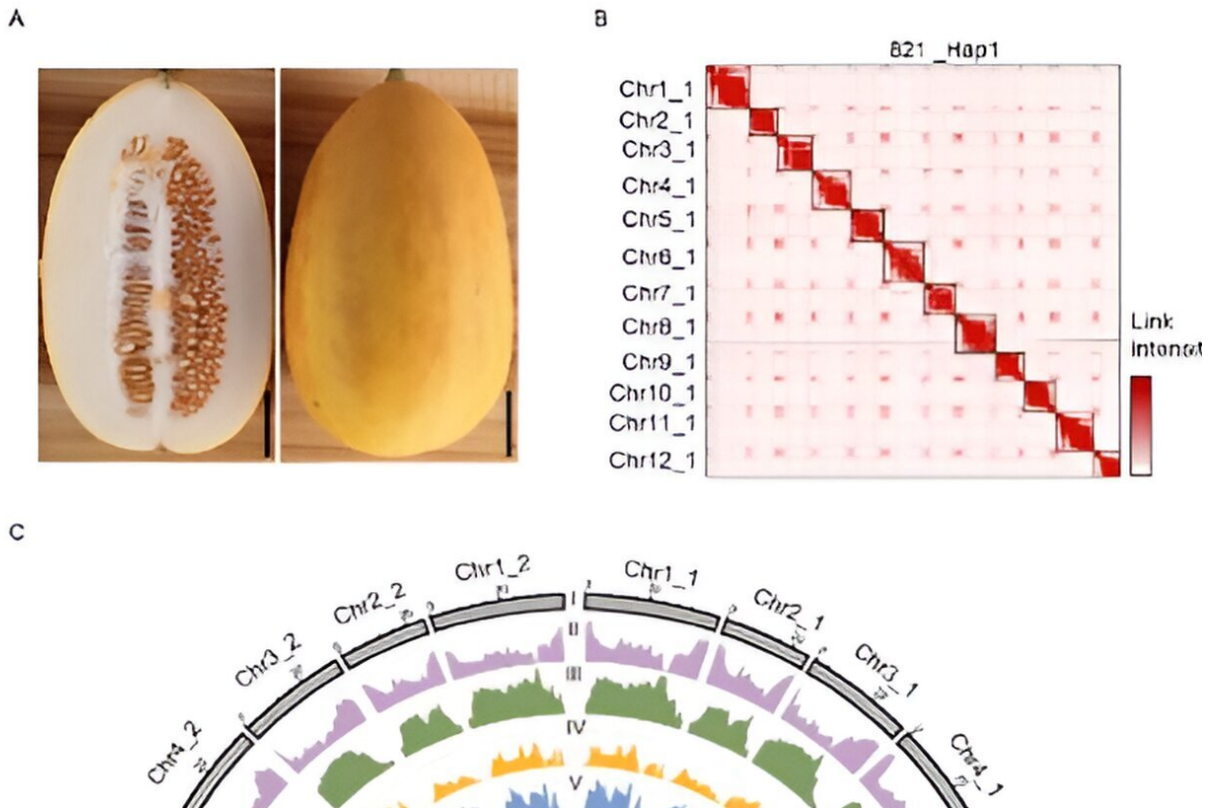 A
B
821_Hap1
Chr1_1
Chr2_1
Chr3_1
Chr4_1
Chr5_1
Chr6_1
Chr7_1
Chr8_1
Chr9_1
Chr10_1
Chr11_1
Chr12_1
Link
C
Chr1_2
Chr1_1
Chr2_2
Chr2_1
Chr3_2
Chr3_1
Chr4_2
Chr4_1
I
II
III
IV
V